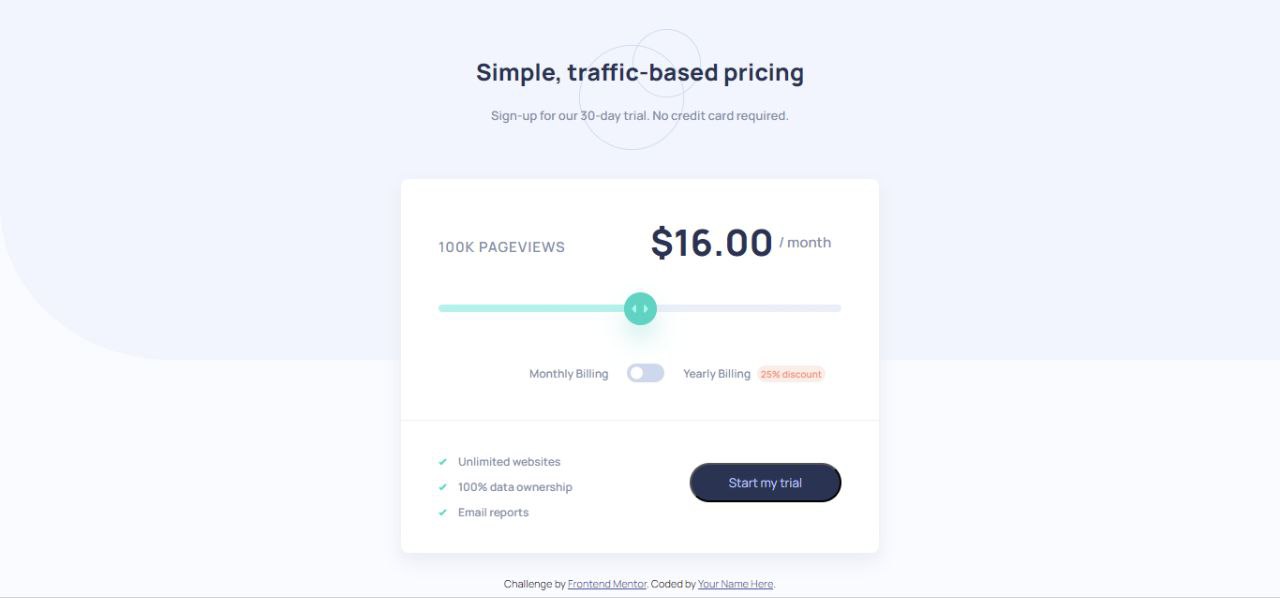 Simple, traffic-based pricing
Sign-up for our 30-day trial. No credit card required.
100K PAGEVIEWS
$16.00 / month
Monthly Billing
Yearly Billing 25% discount
Unlimited websites
100% data ownership
Email reports
Start my trial
Challenge by Frontend Mentor. Coded by Your Name Here.